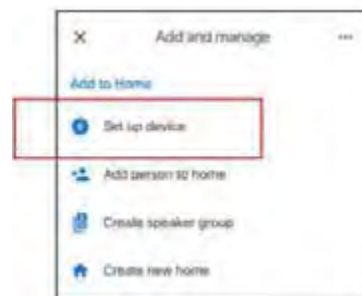 Add and manage
Add to Home
Set up device
Add person to home
Create speaker group
Create new home